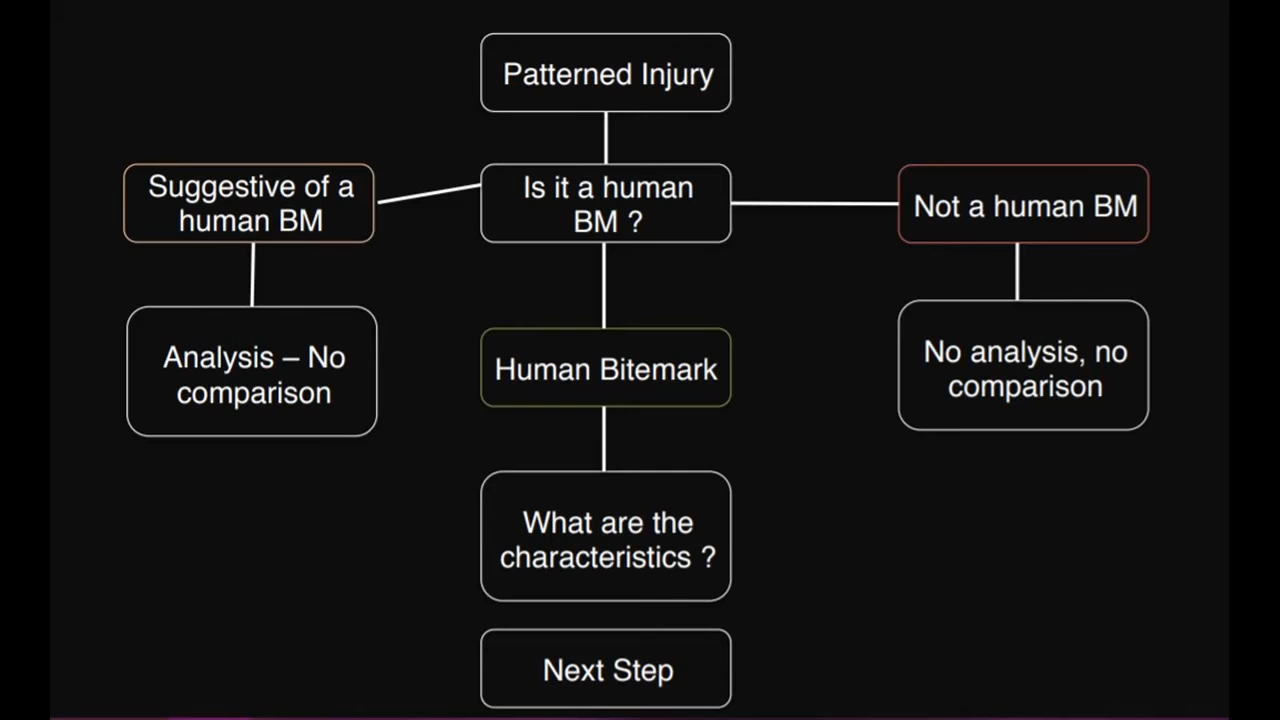 Patterned Injury
Suggestive of a
human BM
Is it a human
BM ?
Not a human BM
Analysis – No
comparison
Human Bitemark
No analysis, no
comparison
What are the
characteristics ?
Next Step